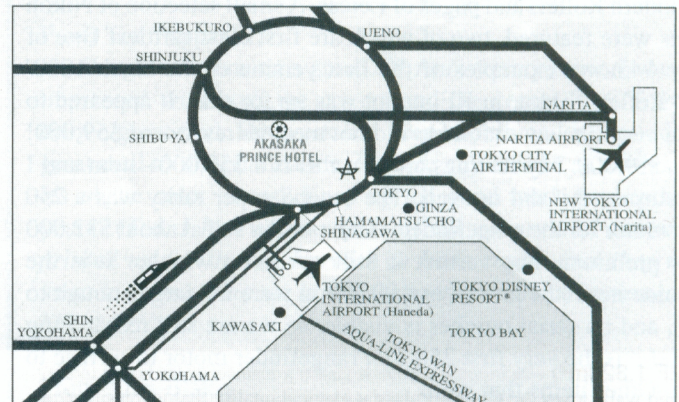 IKEBUKURO
UENO
SHINJUKU
NARITA
SHIBUYA
AKASAKA
PRINCE HOTEL
NARITA AIRPORT
TOKYO CITY
AIR TERMINAL
TOKYO
GINZA
HAMAMATSU-CHO
SHINAGAWA
NEW TOKYO
INTERNATIONAL
AIRPORT (Narita)
TOKYO
INTERNATIONAL
AIRPORT (Haneda)
TOKYO DISNEY
RESORT*
KAWASAKI
TOKYO BAY
SHIN
YOKOHAMA
TOKYO WAN
AQUA-LINE EXPRESSWAY
YOKOHAMA